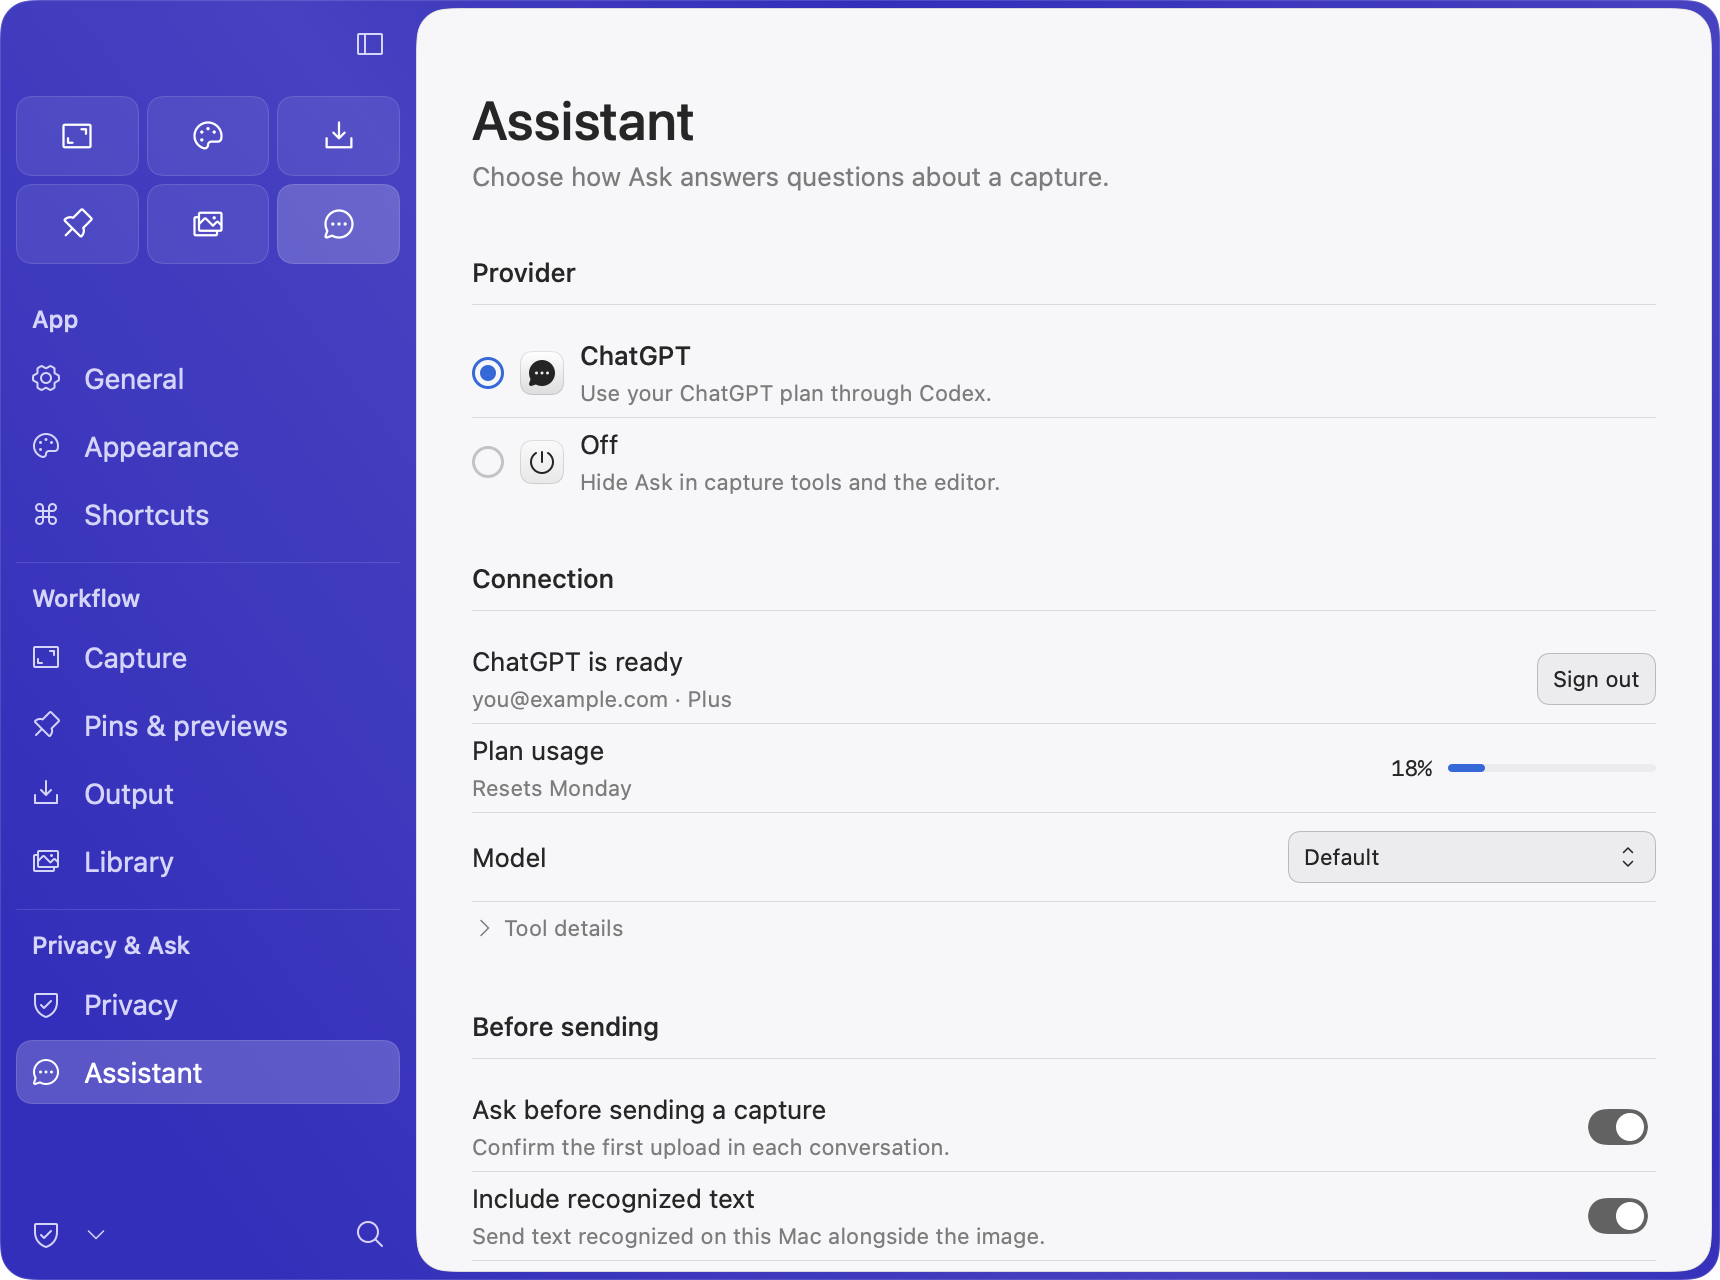 App
General
Appearance
Shortcuts
Workflow
Capture
Pins & previews
Output
Library
Privacy & Ask
Privacy
Assistant
Assistant
Choose how Ask answers questions about a capture.
Provider
ChatGPT
Use your ChatGPT plan through Codex.
Off
Hide Ask in capture tools and the editor.
Connection
ChatGPT is ready
you@example.com · Plus
Sign out
Plan usage
Resets Monday
18%
Model
Default
Tool details
Before sending
Ask before sending a capture
Confirm the first upload in each conversation.
Include recognized text
Send text recognized on this Mac alongside the image.